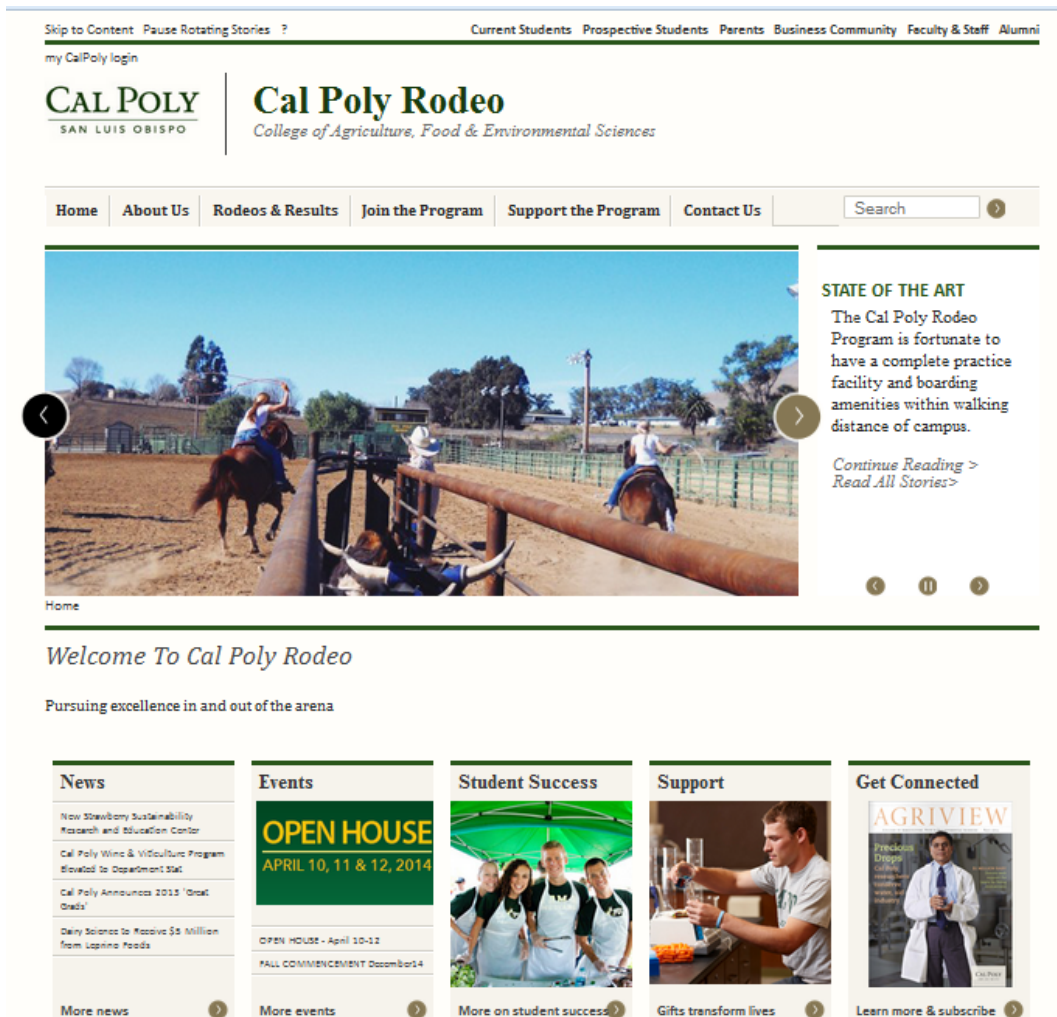 Skip to Content Pause Rotating Stories ?
Current Students Prospective Students Parents Business Community Faculty & Staff Alumni
my CalPoly login
CAL POLY
SAN LUIS OBISPO
Cal Poly Rodeo
College of Agriculture, Food & Environmental Sciences
Home About Us Rodeos & Results Join the Program Support the Program Contact Us
Search
STATE OF THE ART
The Cal Poly Rodeo
Program is fortunate to
have a complete practice
facility and boarding
amenities within walking
distance of campus.
Continue Reading >
Read All Stories>
Home
Welcome To Cal Poly Rodeo
Pursuing excellence in and out of the arena
News
New Strawberry Sustainability
Research and Education Center
Cal Poly Wine & Viticulture Program
Elevated to Department Stat
Cal Poly Announces 2013 'Great
Grads'
Dairy Science to Receive $5 Million
from Leprino Foods
More news
Events
OPEN HOUSE
APRIL 10, 11 & 12, 2014
OPEN HOUSE - April 10-12
FALL COMMENCEMENT December14
More events
Student Success
More on student success
Support
Gifts transform lives
Get Connected
AGRIVIEW
Precious
Drops
CAL POLY
Learn more & subscribe